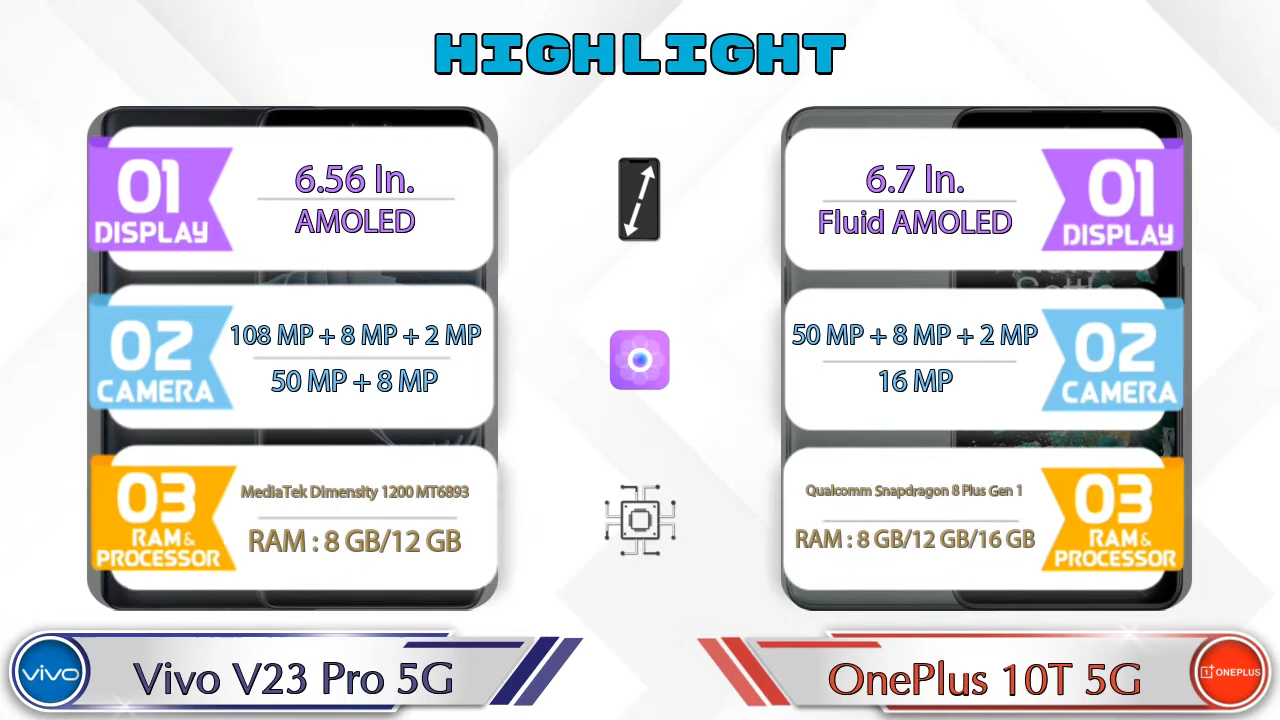 HIGHLIGHT
01
DISPLAY
6.56 In.
AMOLED
6.7 In.
Fluid AMOLED
01
DISPLAY
02
CAMERA
108 MP + 8 MP + 2 MP
50 MP + 8 MP
50 MP + 8 MP + 2 MP
16 MP
02
CAMERA
03
RAM &
PROCESSOR
MediaTek Dimensity 1200 MT6893
RAM : 8 GB/12 GB
Qualcomm Snapdragon 8 Plus Gen 1
RAM : 8 GB/12 GB/16 GB
03
RAM &
PROCESSOR
vivo
Vivo V23 Pro 5G
OnePlus 10T 5G
1+ ONEPLUS